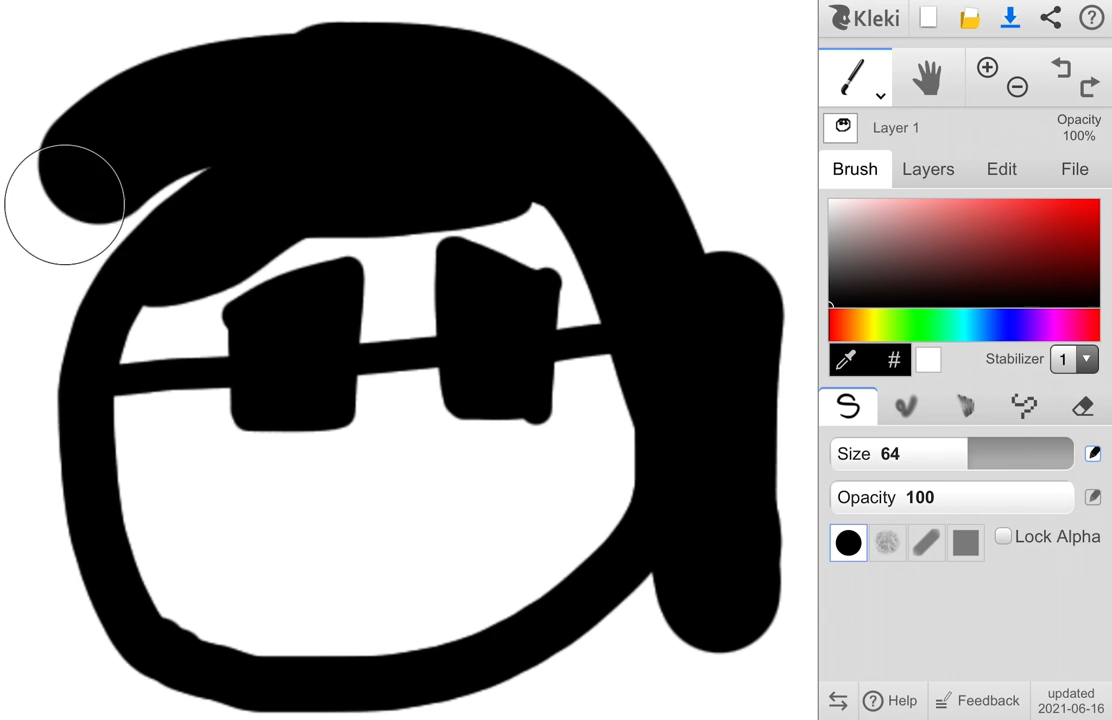 Kleki
Layer 1
Opacity
100%
Brush
Layers
Edit
File
#
Stabilizer 1
Size 64
Opacity 100
Lock Alpha
Help
Feedback
updated
2021-06-16